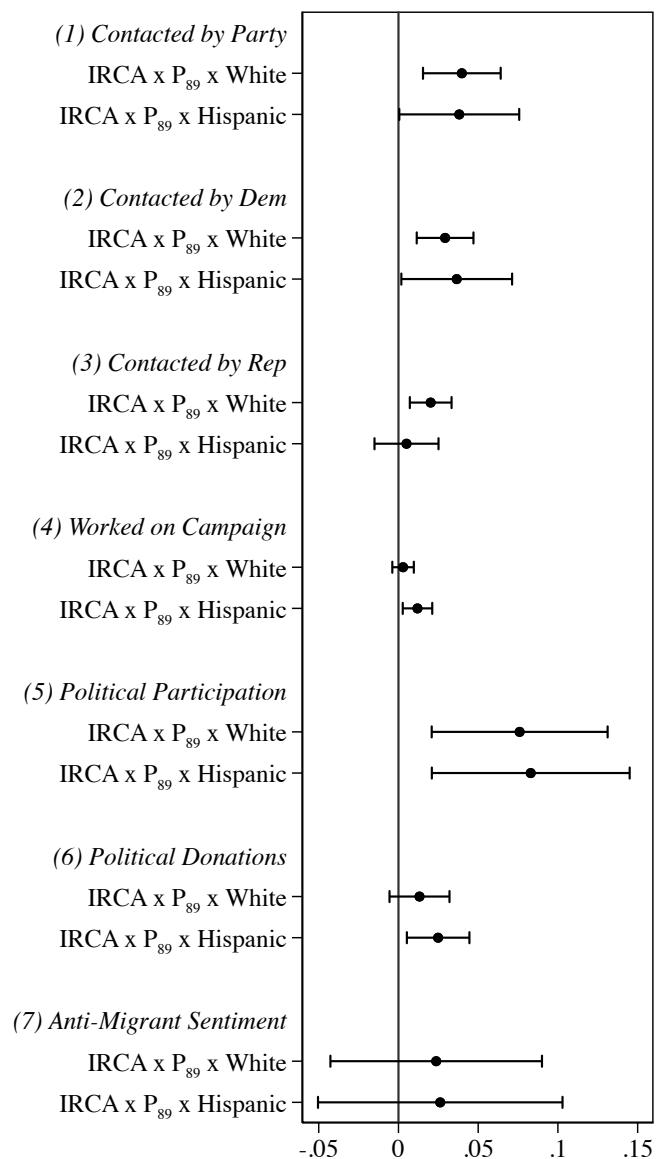 (1) Contacted by Party
IRCA x P₈₉ x White
IRCA x P₈₉ x Hispanic
(2) Contacted by Dem
IRCA x P₈₉ x White
IRCA x P₈₉ x Hispanic
(3) Contacted by Rep
IRCA x P₈₉ x White
IRCA x P₈₉ x Hispanic
(4) Worked on Campaign
IRCA x P₈₉ x White
IRCA x P₈₉ x Hispanic
(5) Political Participation
IRCA x P₈₉ x White
IRCA x P₈₉ x Hispanic
(6) Political Donations
IRCA x P₈₉ x White
IRCA x P₈₉ x Hispanic
(7) Anti-Migrant Sentiment
IRCA x P₈₉ x White
IRCA x P₈₉ x Hispanic
-.05 0 .05 .1 .15